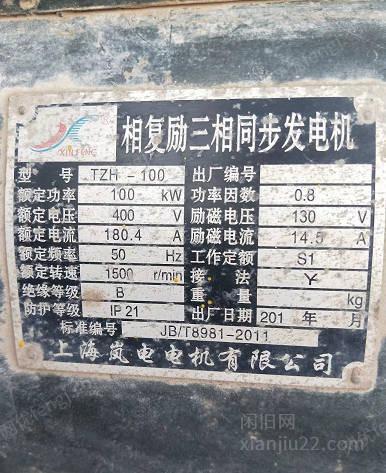 XINFENG
相复励三相同步发电机
型 号 TZH-100 出厂编号
额定功率 100 kW 功率因数 0.8
额定电压 400 V 励磁电压 130 V
额定电流 180.4 A 励磁电流 14.5 A
额定频率 50 Hz 工作定额 S1
额定转速 1500 r/min 接 法 Y
绝缘等级 B 重 量 kg
防护等级 IP21 出厂日期 201 年 月
标准编号 JB/T8981-2011
上海岚电电机有限公司
闲旧网
xianjiu22.com